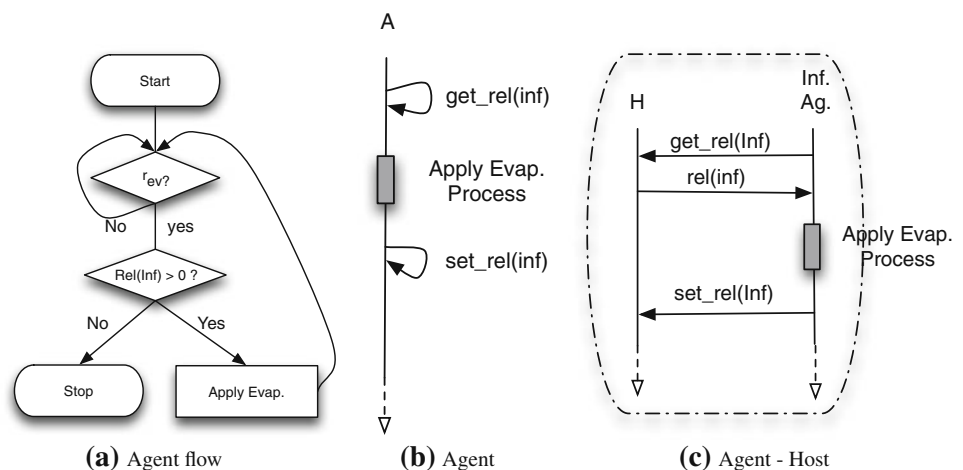 Start
r_ev?
No
yes
Rel(Inf) > 0 ?
No
Yes
Stop
Apply Evap.
(a) Agent flow
A
get_rel(inf)
Apply Evap.
Process
set_rel(inf)
(b) Agent
H
Inf.
Ag.
get_rel(Inf)
rel(inf)
Apply Evap.
Process
set_rel(Inf)
(c) Agent - Host